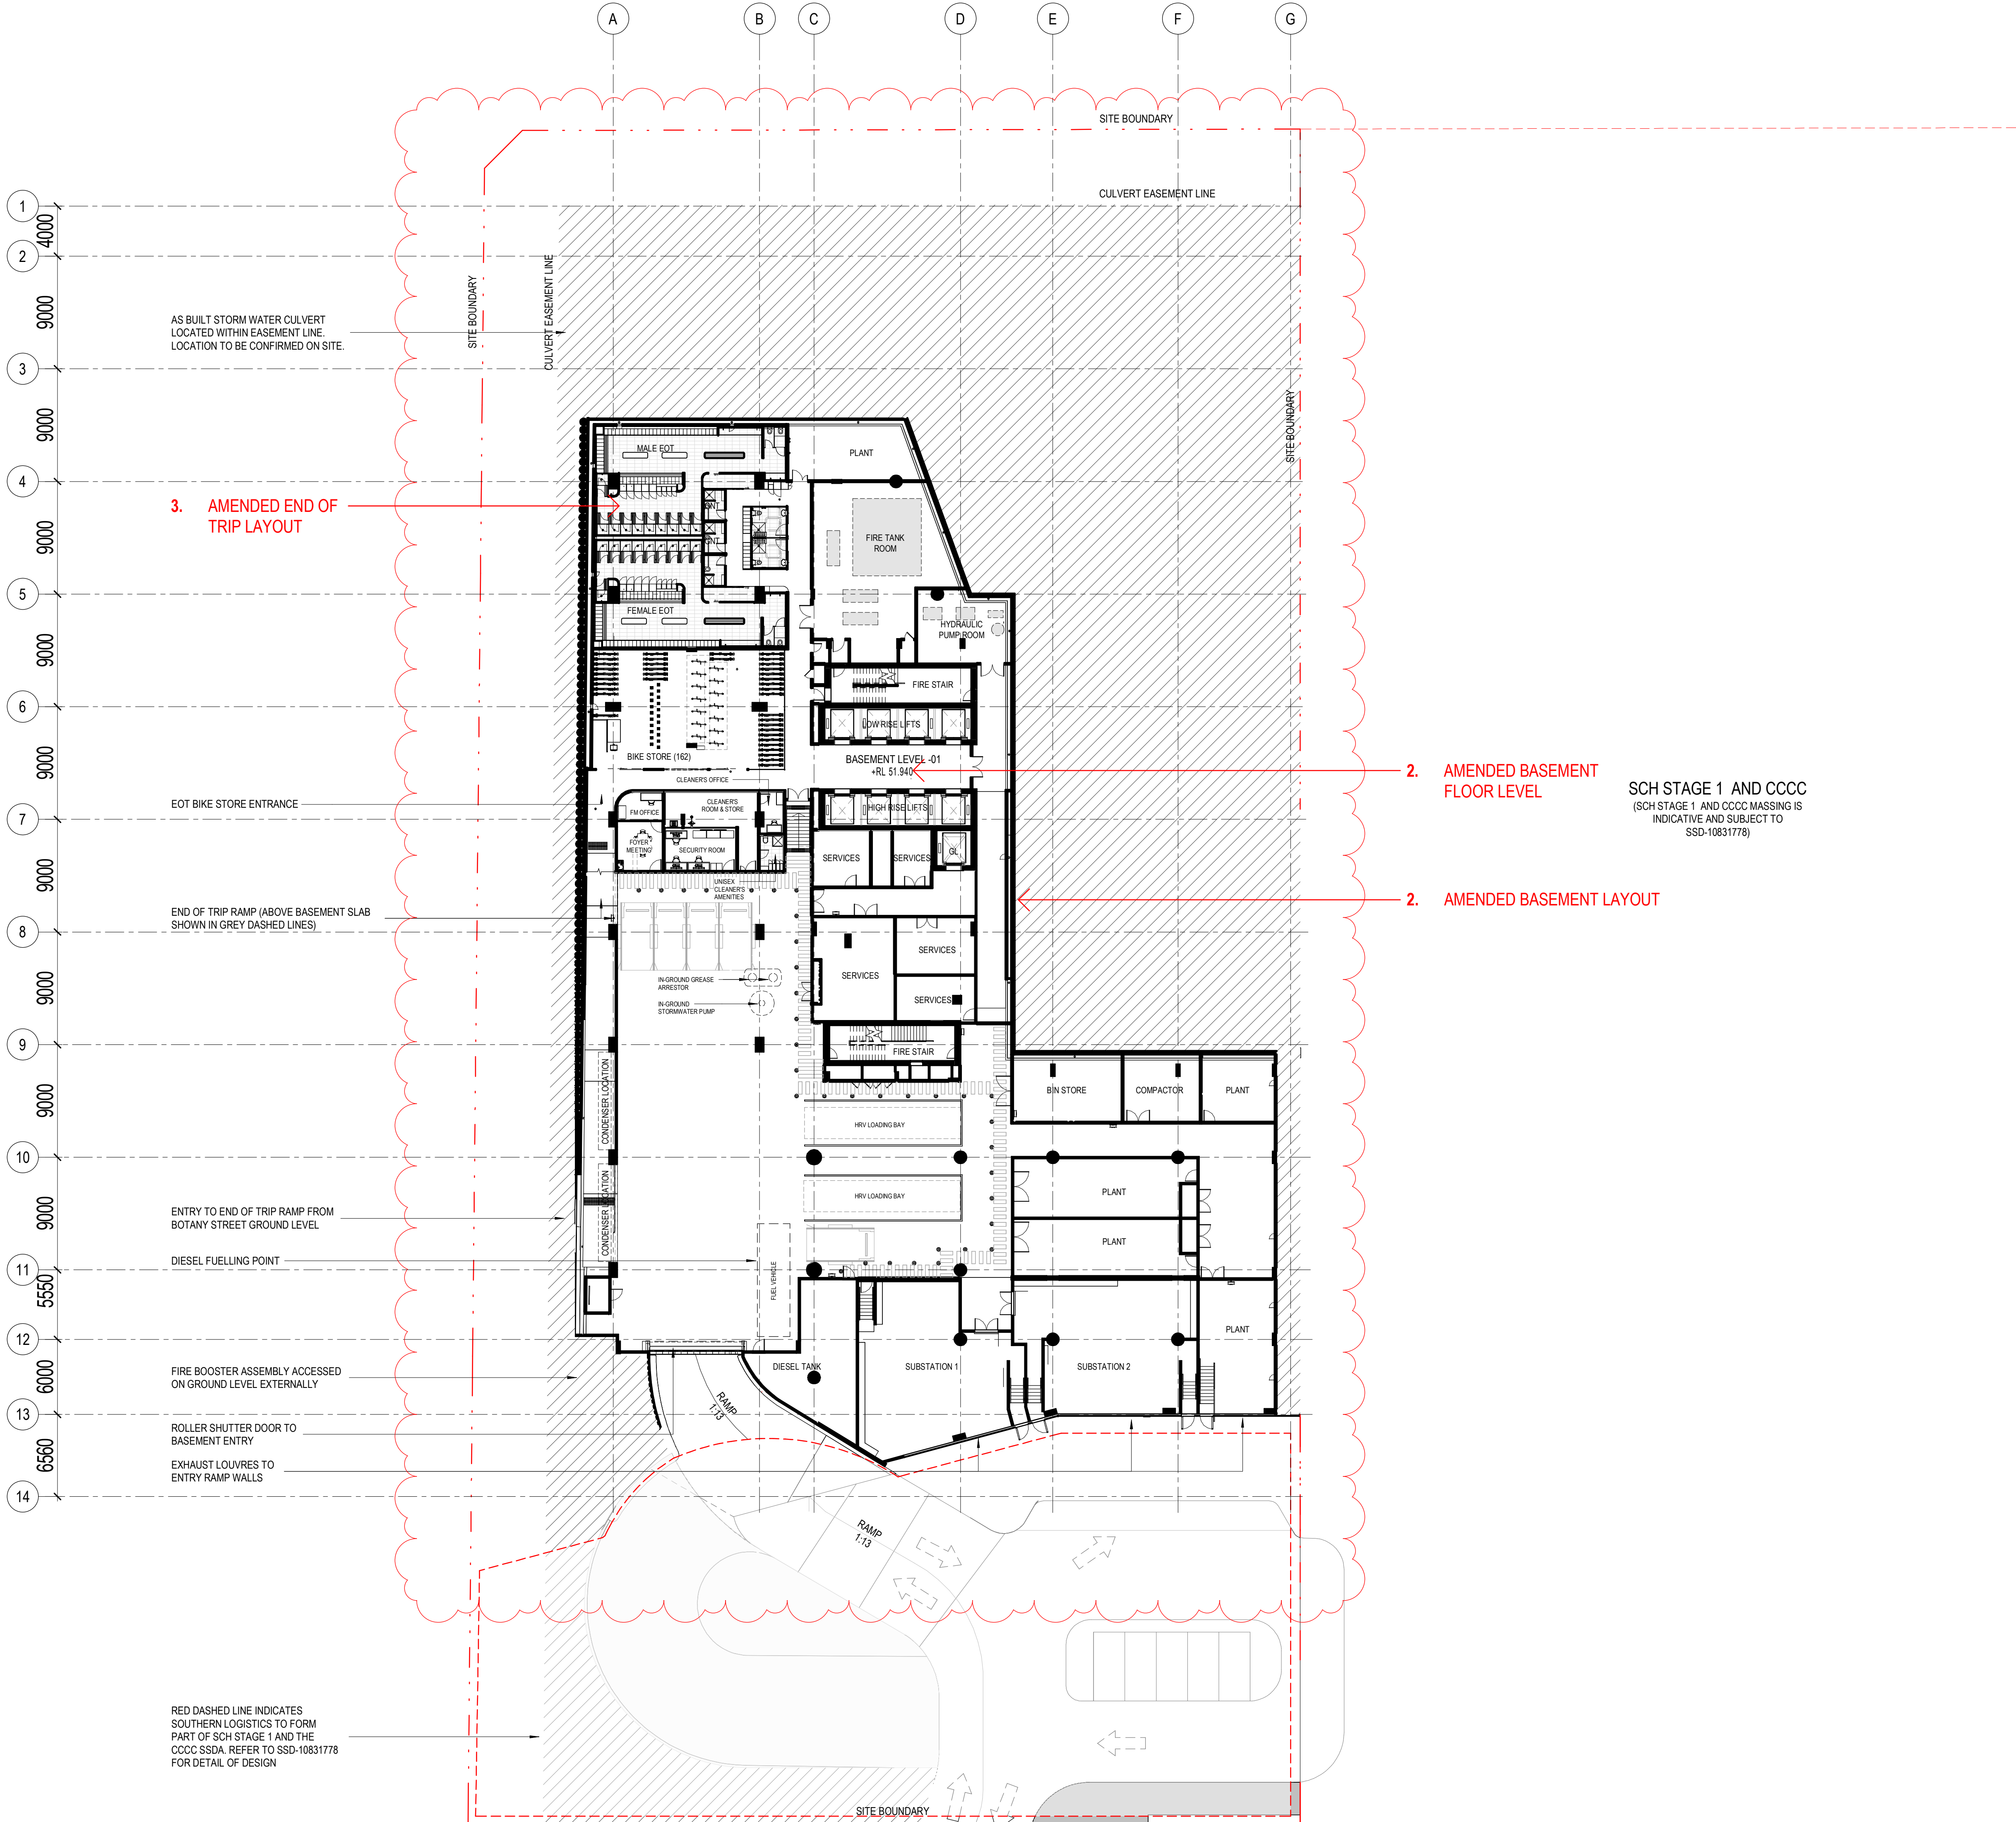 A
B
C
D
E
F
G
SITE BOUNDARY
CULVERT EASEMENT LINE
1
4000
2
9000
3
9000
4
9000
5
9000
6
9000
7
9000
8
9000
9
9000
10
9000
11
5550
12
6000
13
6560
14
SITE BOUNDARY
CULVERT EASEMENT LINE
SITE BOUNDARY
AS BUILT STORM WATER CULVERT
LOCATED WITHIN EASEMENT LINE.
LOCATION TO BE CONFIRMED ON SITE.
3. AMENDED END OF
TRIP LAYOUT
EOT BIKE STORE ENTRANCE
END OF TRIP RAMP (ABOVE BASEMENT SLAB
SHOWN IN GREY DASHED LINES)
ENTRY TO END OF TRIP RAMP FROM
BOTANY STREET GROUND LEVEL
DIESEL FUELLING POINT
FIRE BOOSTER ASSEMBLY ACCESSED
ON GROUND LEVEL EXTERNALLY
ROLLER SHUTTER DOOR TO
BASEMENT ENTRY
EXHAUST LOUVRES TO
ENTRY RAMP WALLS
RED DASHED LINE INDICATES
SOUTHERN LOGISTICS TO FORM
PART OF SCH STAGE 1 AND THE
CCCC SSDA. REFER TO SSD-10831778
FOR DETAIL OF DESIGN
MALE EOT
PLANT
FIRE TANK
ROOM
FEMALE EOT
HYDRAULIC
PUMP ROOM
FIRE STAIR
LOW RISE LIFTS
BIKE STORE (162)
BASEMENT LEVEL -01
+RL 51.940
CLEANER'S OFFICE
CLEANER'S
ROOM & STORE
FM OFFICE
HIGH RISE LIFTS
FOYER
MEETING
SECURITY ROOM
SERVICES
SERVICES
GL
UNISEX
CLEANER'S
AMENITIES
SERVICES
SERVICES
SERVICES
IN-GROUND GREASE
ARRESTOR
IN-GROUND
STORMWATER PUMP
FIRE STAIR
CONDENSER LOCATION
BIN STORE
COMPACTOR
PLANT
HRV LOADING BAY
CONDENSER LOCATION
HRV LOADING BAY
PLANT
PLANT
FUEL VEHICLE
PLANT
DIESEL TANK
SUBSTATION 1
SUBSTATION 2
RAMP
1:13
RAMP
1:13
SITE BOUNDARY
2. AMENDED BASEMENT
FLOOR LEVEL
2. AMENDED BASEMENT LAYOUT
SCH STAGE 1 AND CCCC
(SCH STAGE 1 AND CCCC MASSING IS
INDICATIVE AND SUBJECT TO
SSD-10831778)